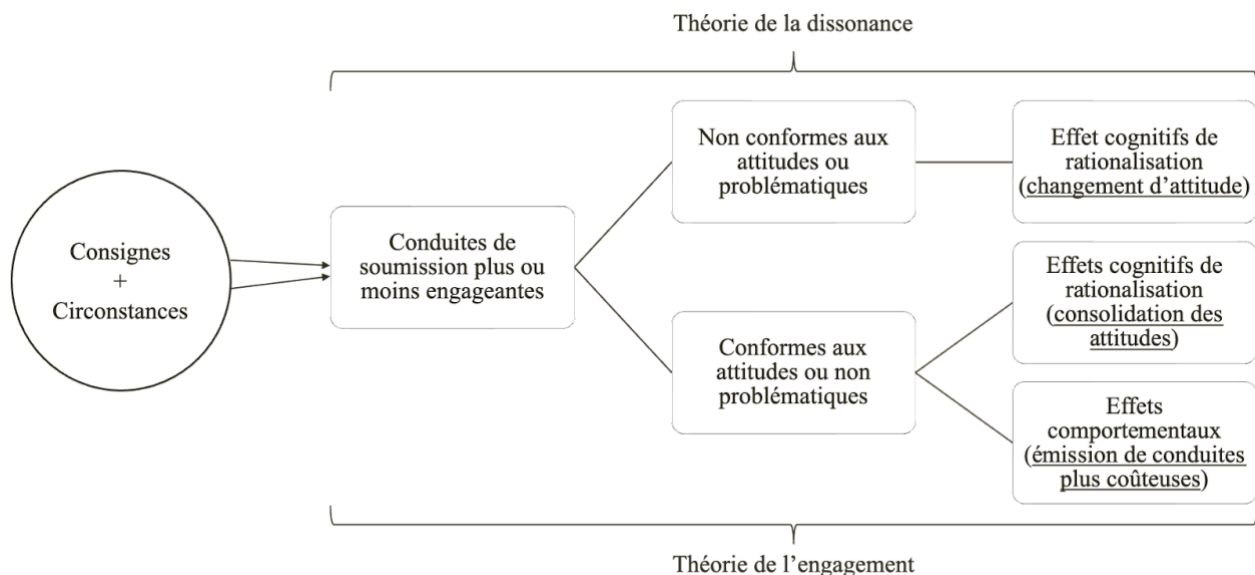 Théorie de la dissonance
Consignes
+
Circonstances
Conduites de
soumission plus ou
moins engageantes
Non conformes aux
attitudes ou
problématiques
Effet cognitifs de
rationalisation
(changement d’attitude)
Conformes aux
attitudes ou non
problématiques
Effets cognitifs de
rationalisation
(consolidation des
attitudes)
Effets
comportementaux
(émission de conduites
plus coûteuses)
Théorie de l’engagement